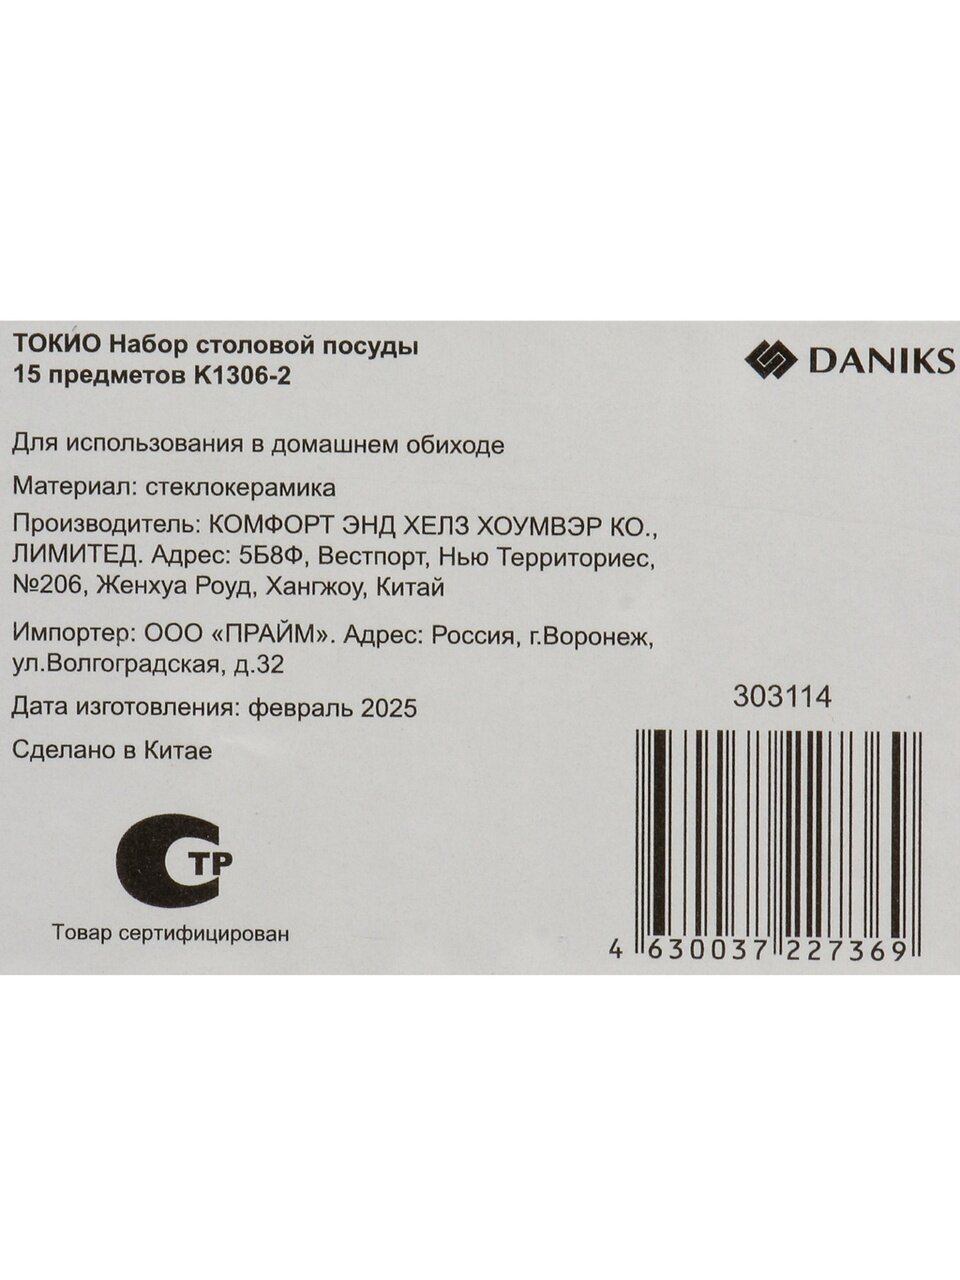 ТОКИО Набор столовой посуды
15 предметов K1306-2
DANIKS
Для использования в домашнем обиходе
Материал: стеклокерамика
Производитель: КОМФОРТ ЭНД ХЕЛЗ ХОУМВЭР КО.,
ЛИМИТЕД. Адрес: 5Б8Ф, Вестпорт, Нью Территориес,
№206, Женхуа Роуд, Хангжоу, Китай
Импортер: ООО «ПРАЙМ». Адрес: Россия, г.Воронеж,
ул.Волгоградская, д.32
Дата изготовления: февраль 2025
Сделано в Китае
303114
СТР
Товар сертифицирован
4 630037 227369